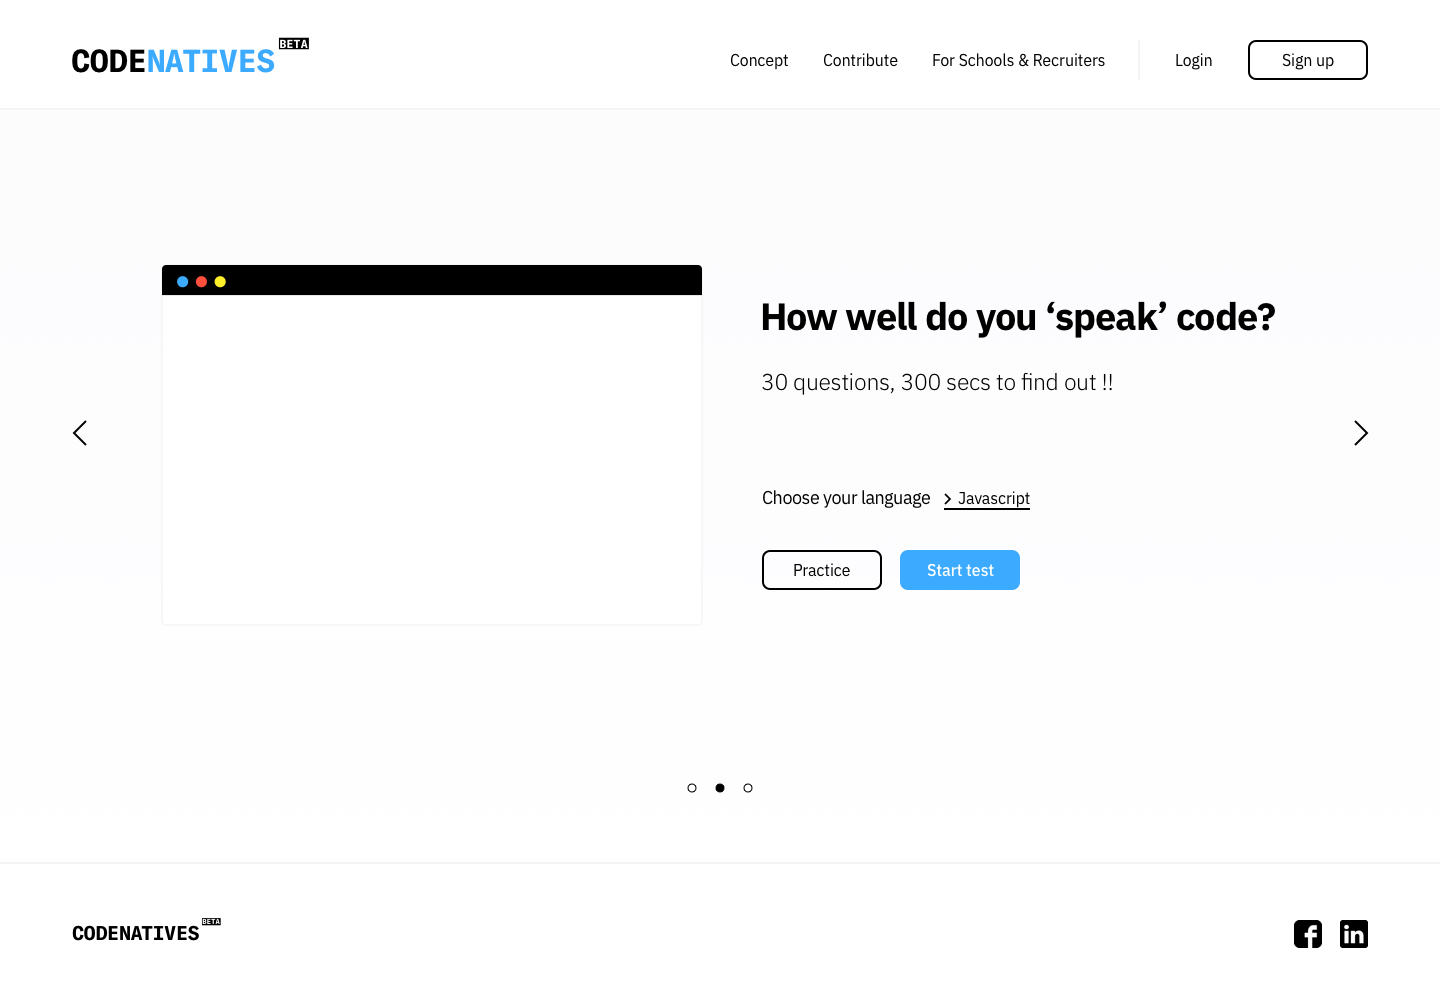 CODENATIVES BETA
Concept Contribute For Schools & Recruiters Login Sign up
How well do you ‘speak’ code?
30 questions, 300 secs to find out !!
Choose your language Javascript
Practice Start test
CODENATIVES BETA